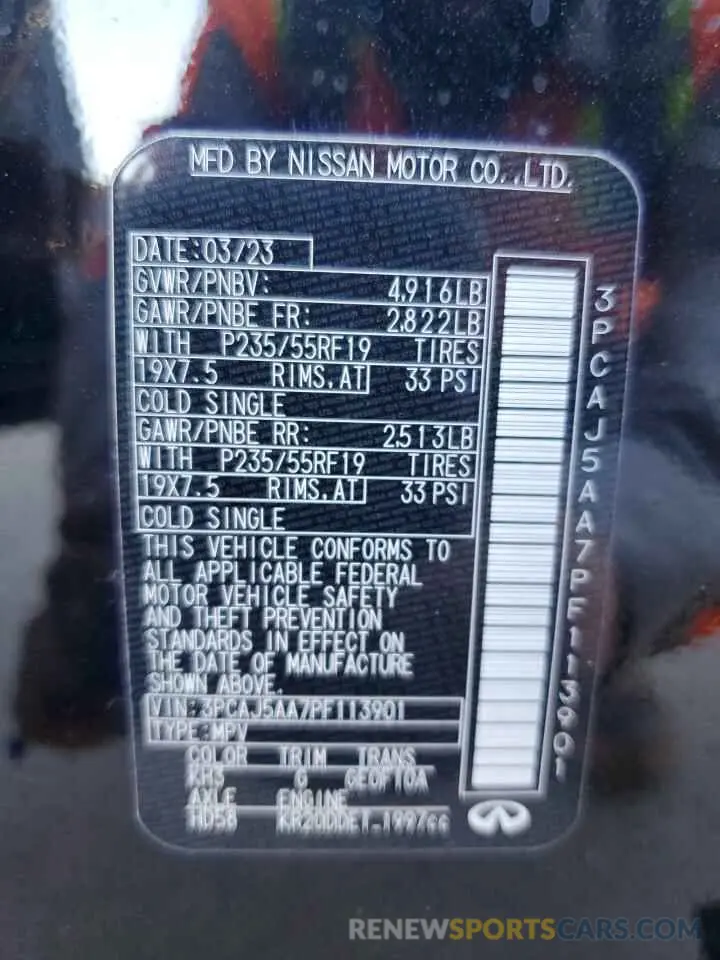 MFD BY NISSAN MOTOR CO.,LTD.
DATE:03/23
GVWR/PNBV: 4,916LB
GAWR/PNBE FR: 2,822LB
WITH P235/55RF19 TIRES
19X7.5 RIMS,AT 33 PSI
COLD SINGLE
GAWR/PNBE RR: 2,513LB
WITH P235/55RF19 TIRES
19X7.5 RIMS,AT 33 PSI
COLD SINGLE
THIS VEHICLE CONFORMS TO
ALL APPLICABLE FEDERAL
MOTOR VEHICLE SAFETY
AND THEFT PREVENTION
STANDARDS IN EFFECT ON
THE DATE OF MANUFACTURE
SHOWN ABOVE.
VIN:3PCAJ5AA7PF113901
TYPE:MPV
COLOR TRIM TRANS
G
AXLE ENGINE
KR20DDET-1997cc
3PCAJ5AA7PF113901
RENEWSPORTSCARS.COM